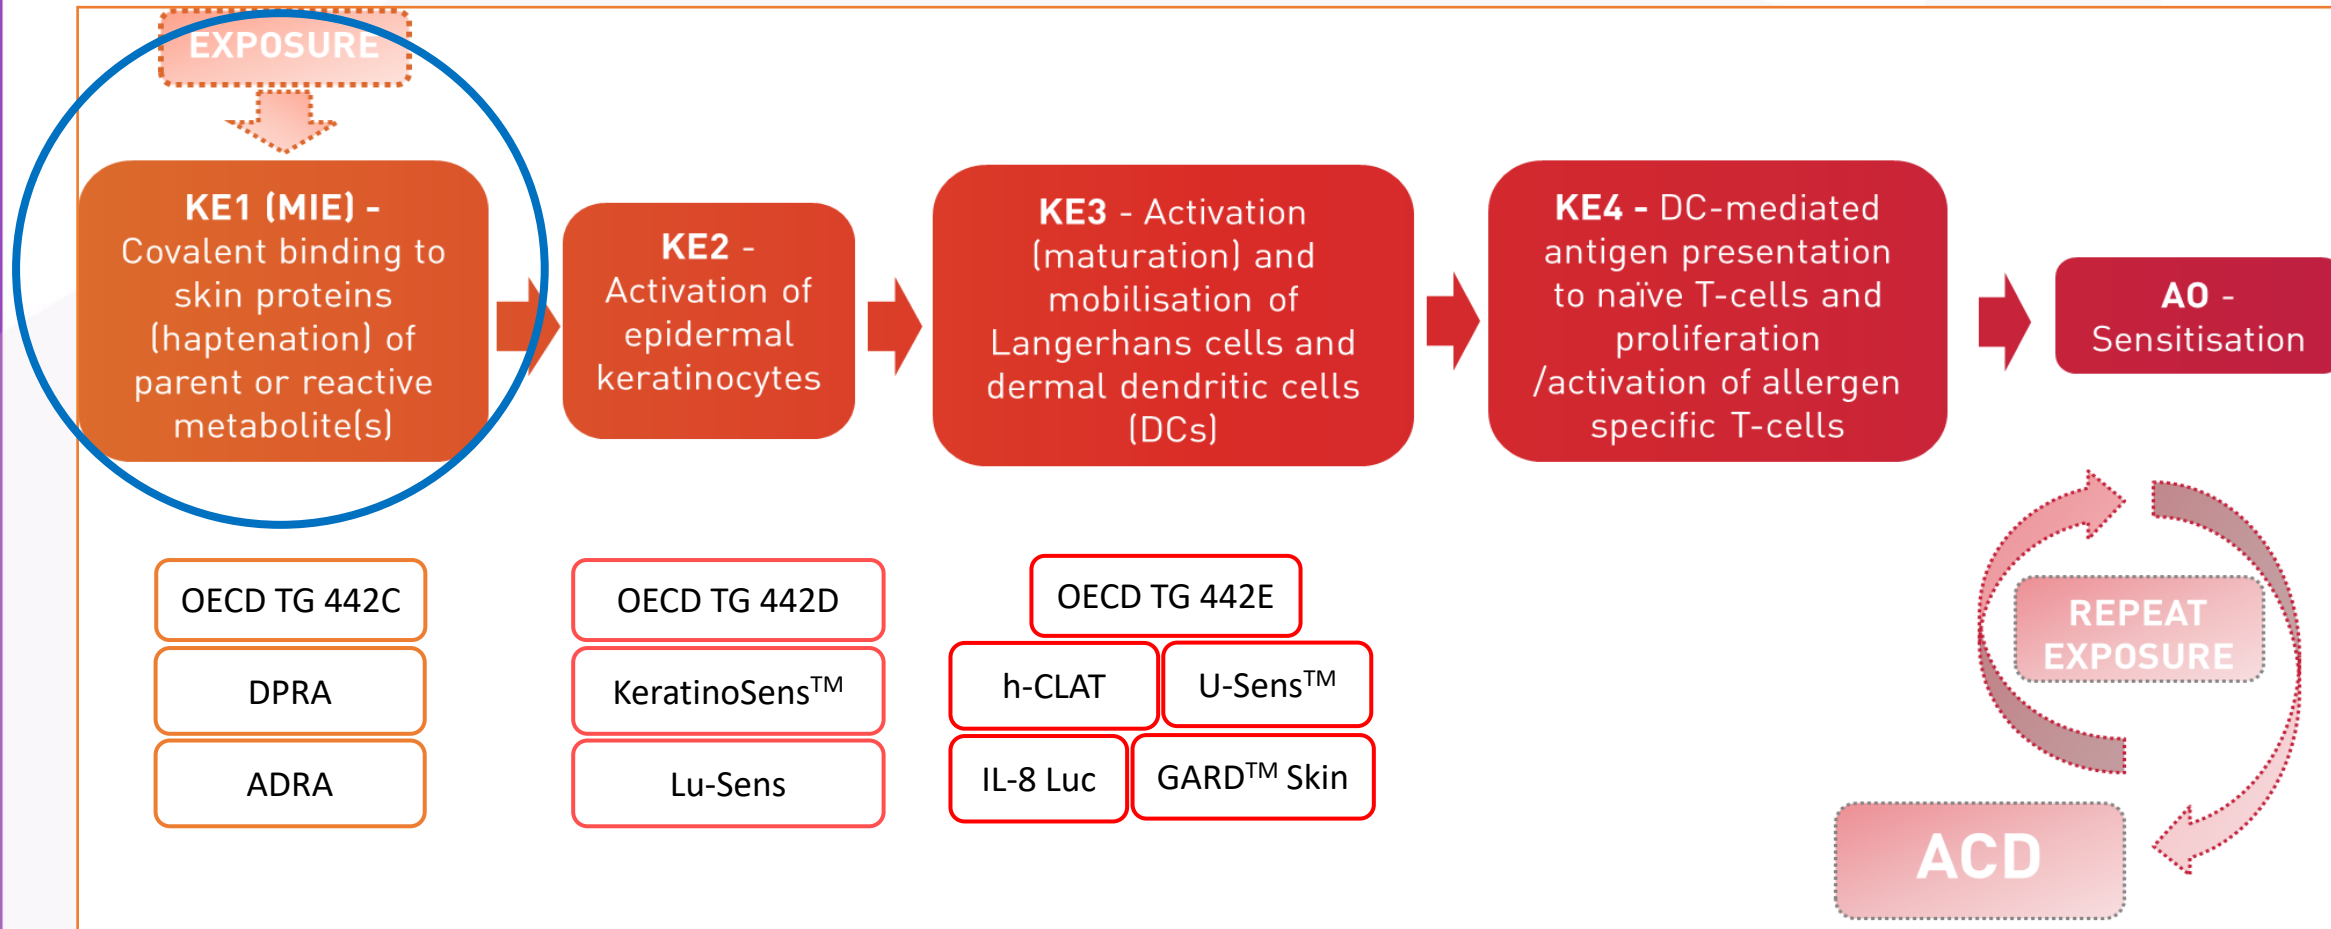 EXPOSURE
KE1 (MIE) -
Covalent binding to
skin proteins
(haptenation) of
parent or reactive
metabolite(s)
KE2 -
Activation of
epidermal
keratinocytes
KE3 - Activation
(maturation) and
mobilisation of
Langerhans cells and
dermal dendritic cells
(DCs)
KE4 - DC-mediated
antigen presentation
to naïve T-cells and
proliferation
/activation of allergen
specific T-cells
AO -
Sensitisation
OECD TG 442C
DPRA
ADRA
OECD TG 442D
KeratinoSens™
Lu-Sens
OECD TG 442E
h-CLAT
U-Sens™
IL-8 Luc
GARD™ Skin
REPEAT
EXPOSURE
ACD